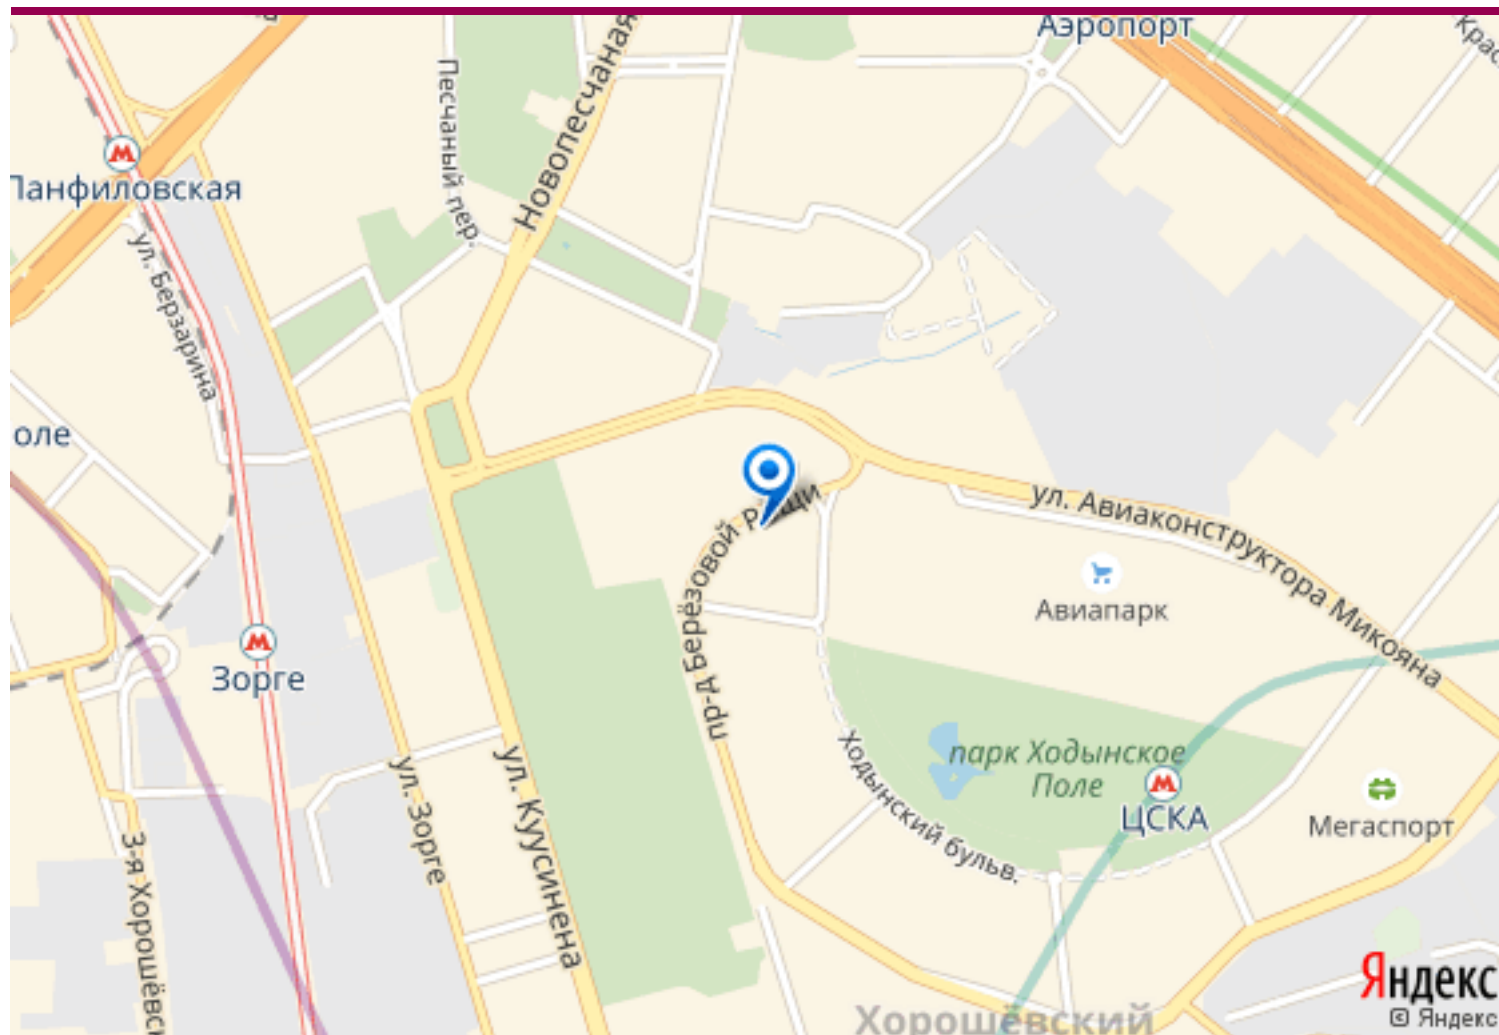 Аэропорт
Песчаный пер.
Новопесчаная
Панфиловская
ул. Берзарина
оле
пр-д Берёзовой Рощи
ул. Авиаконструктора Микояна
Авиапарк
Зорге
ул. Зорге
ул. Куусинена
Ходынский бульв.
парк Ходынское
Поле
ЦСКА
Мегаспорт
3-я Хорошёвск
Хорошёвский
Яндекс
© Яндекс